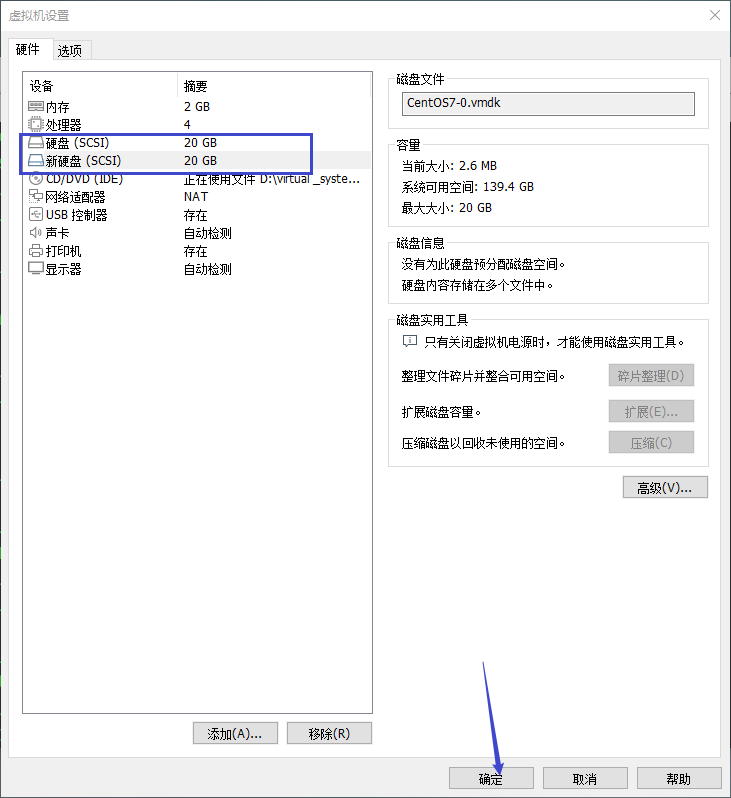 虚拟机设置
硬件 选项
设备 摘要
内存 2 GB
处理器 4
硬盘 (SCSI) 20 GB
新硬盘 (SCSI) 20 GB
CD/DVD (IDE) 正在使用文件 D:\virtual _syste...
网络适配器 NAT
USB 控制器 存在
声卡 自动检测
打印机 存在
显示器 自动检测
添加(A)... 移除(R)
磁盘文件
CentOS7-0.vmdk
容量
当前大小: 2.6 MB
系统可用空间: 139.4 GB
最大大小: 20 GB
磁盘信息
没有为此硬盘预分配磁盘空间。
硬盘内容存储在多个文件中。
磁盘实用工具
只有关闭虚拟机电源时，才能使用磁盘实用工具。
整理文件碎片并整合可用空间。 碎片整理(D)
扩展磁盘容量。 扩展(E)...
压缩磁盘以回收未使用的空间。 压缩(C)
高级(V)...
确定 取消 帮助